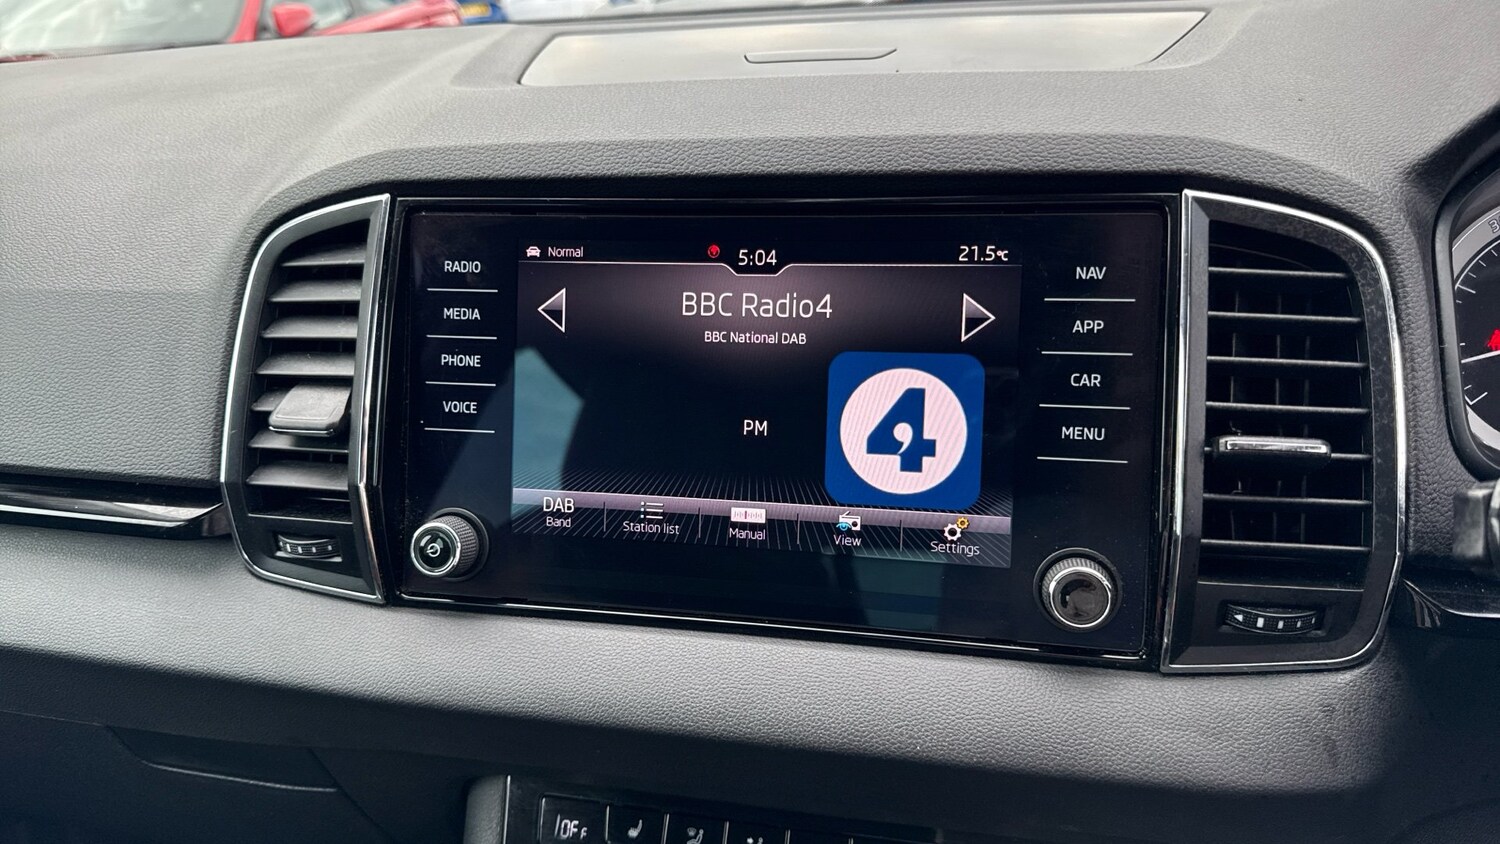 Normal
5:04
21.5°C
RADIO
MEDIA
PHONE
VOICE
BBC Radio4
BBC National DAB
PM
4
DAB
Band
Station list
Manual
View
Settings
NAV
APP
CAR
MENU
OFF